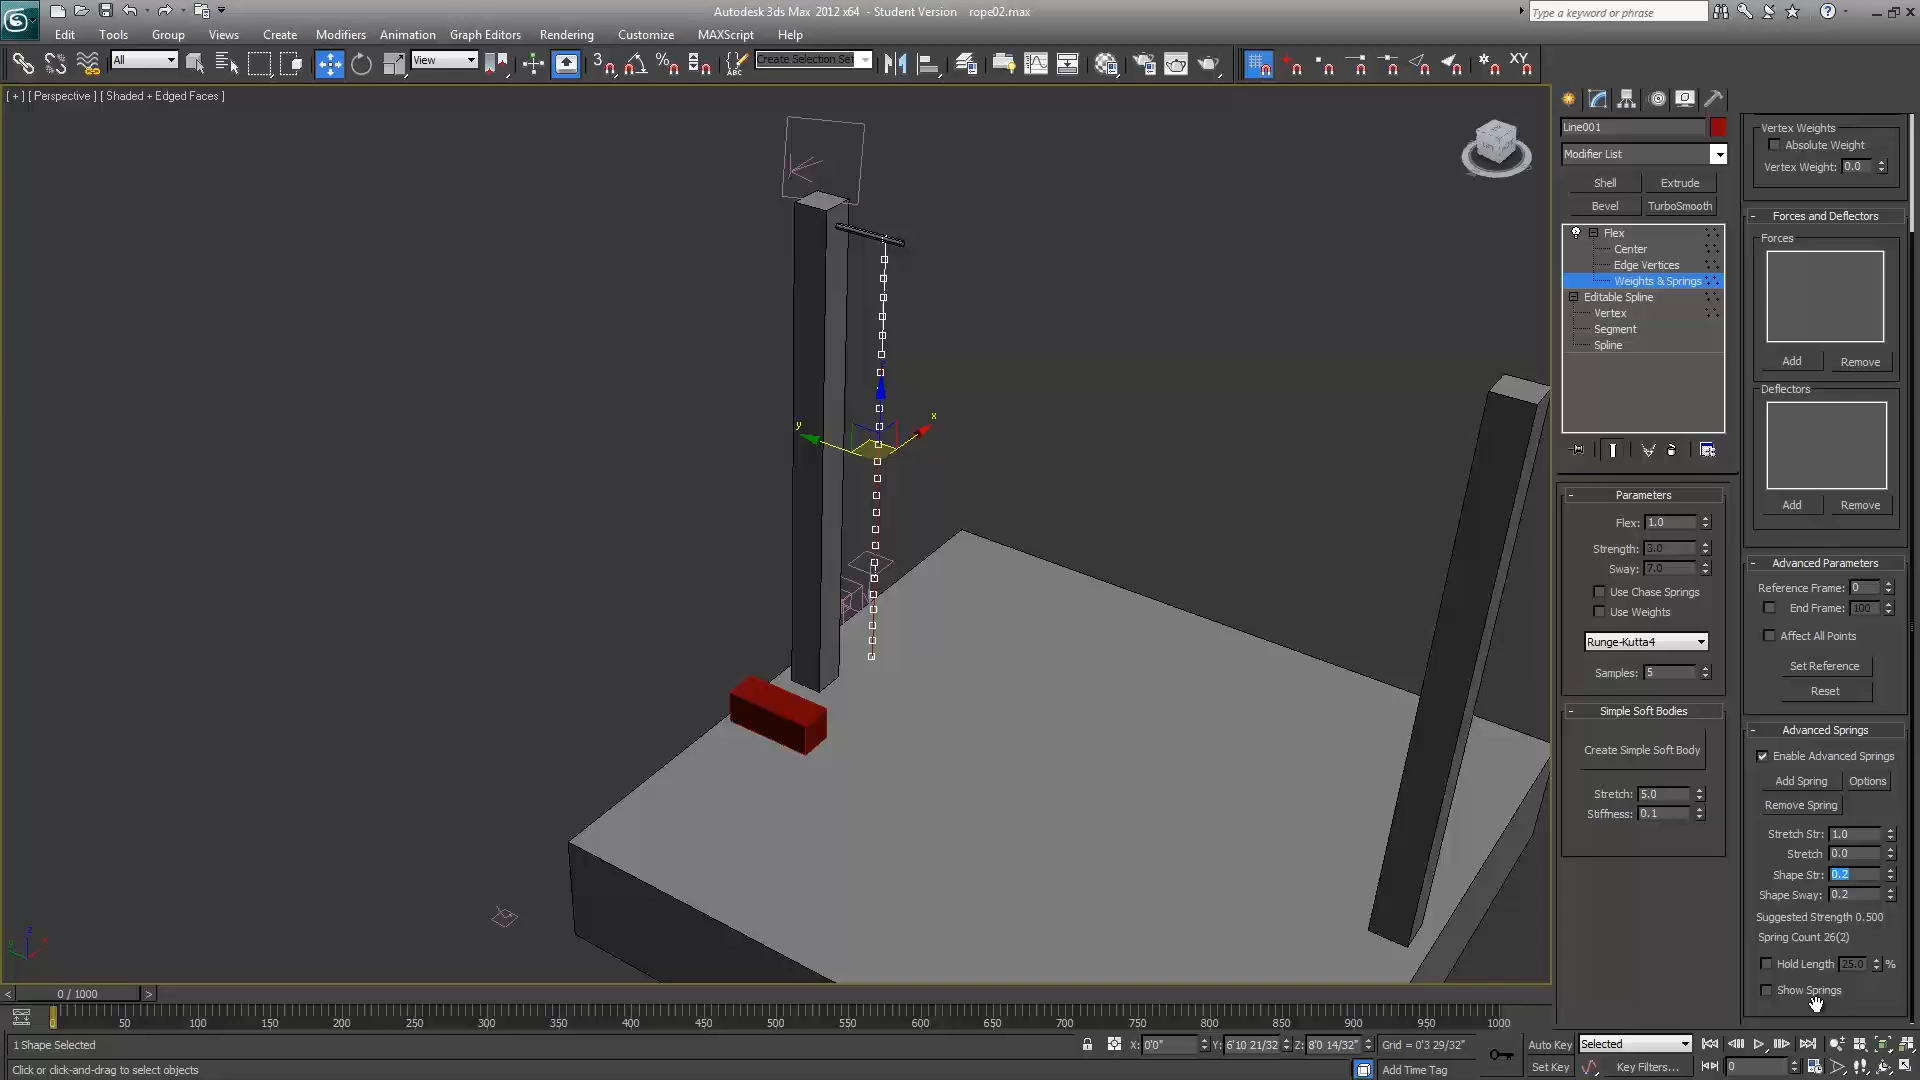 Autodesk 3ds Max 2012 x64 - Student Version rope02.max
Type a keyword or phrase
Edit Tools Group Views Create Modifiers Animation Graph Editors Rendering Customize MAXScript Help
All
View
3
%
ABC
Create Selection Set
XY
[ + ] [ Perspective ] [ Shaded + Edged Faces ]
x
y
z
Line001
Modifier List
Shell
Extrude
Bevel
TurboSmooth
Flex
Center
Edge Vertices
Weights & Springs
Editable Spline
Vertex
Segment
Spline
Parameters
Flex: 1.0
Strength: 3.0
Sway: 7.0
Use Chase Springs
Use Weights
Runge-Kutta4
Samples: 5
Simple Soft Bodies
Create Simple Soft Body
Stretch: 5.0
Stiffness: 0.1
Vertex Weights
Absolute Weight
Vertex Weight: 0.0
Forces and Deflectors
Forces
Add
Remove
Deflectors
Add
Remove
Advanced Parameters
Reference Frame: 0
End Frame: 100
Affect All Points
Set Reference
Reset
Advanced Springs
Enable Advanced Springs
Add Spring
Options
Remove Spring
Stretch Str: 1.0
Stretch 0.0
Shape Str: 0.2
Shape Sway: 0.2
Suggested Strength 0.500
Spring Count 26(2)
Hold Length 25.0 %
Show Springs
< 0 / 1000 >
0 50 100 150 200 250 300 350 400 450 500 550 600 650 700 750 800 850 900 950 1000
1 Shape Selected
X: 0'0" Y: 6'10 21/32" Z: 8'0 14/32" Grid = 0'3 29/32"
Auto Key
Selected
Click or click-and-drag to select objects
Add Time Tag
Set Key
Key Filters...
0